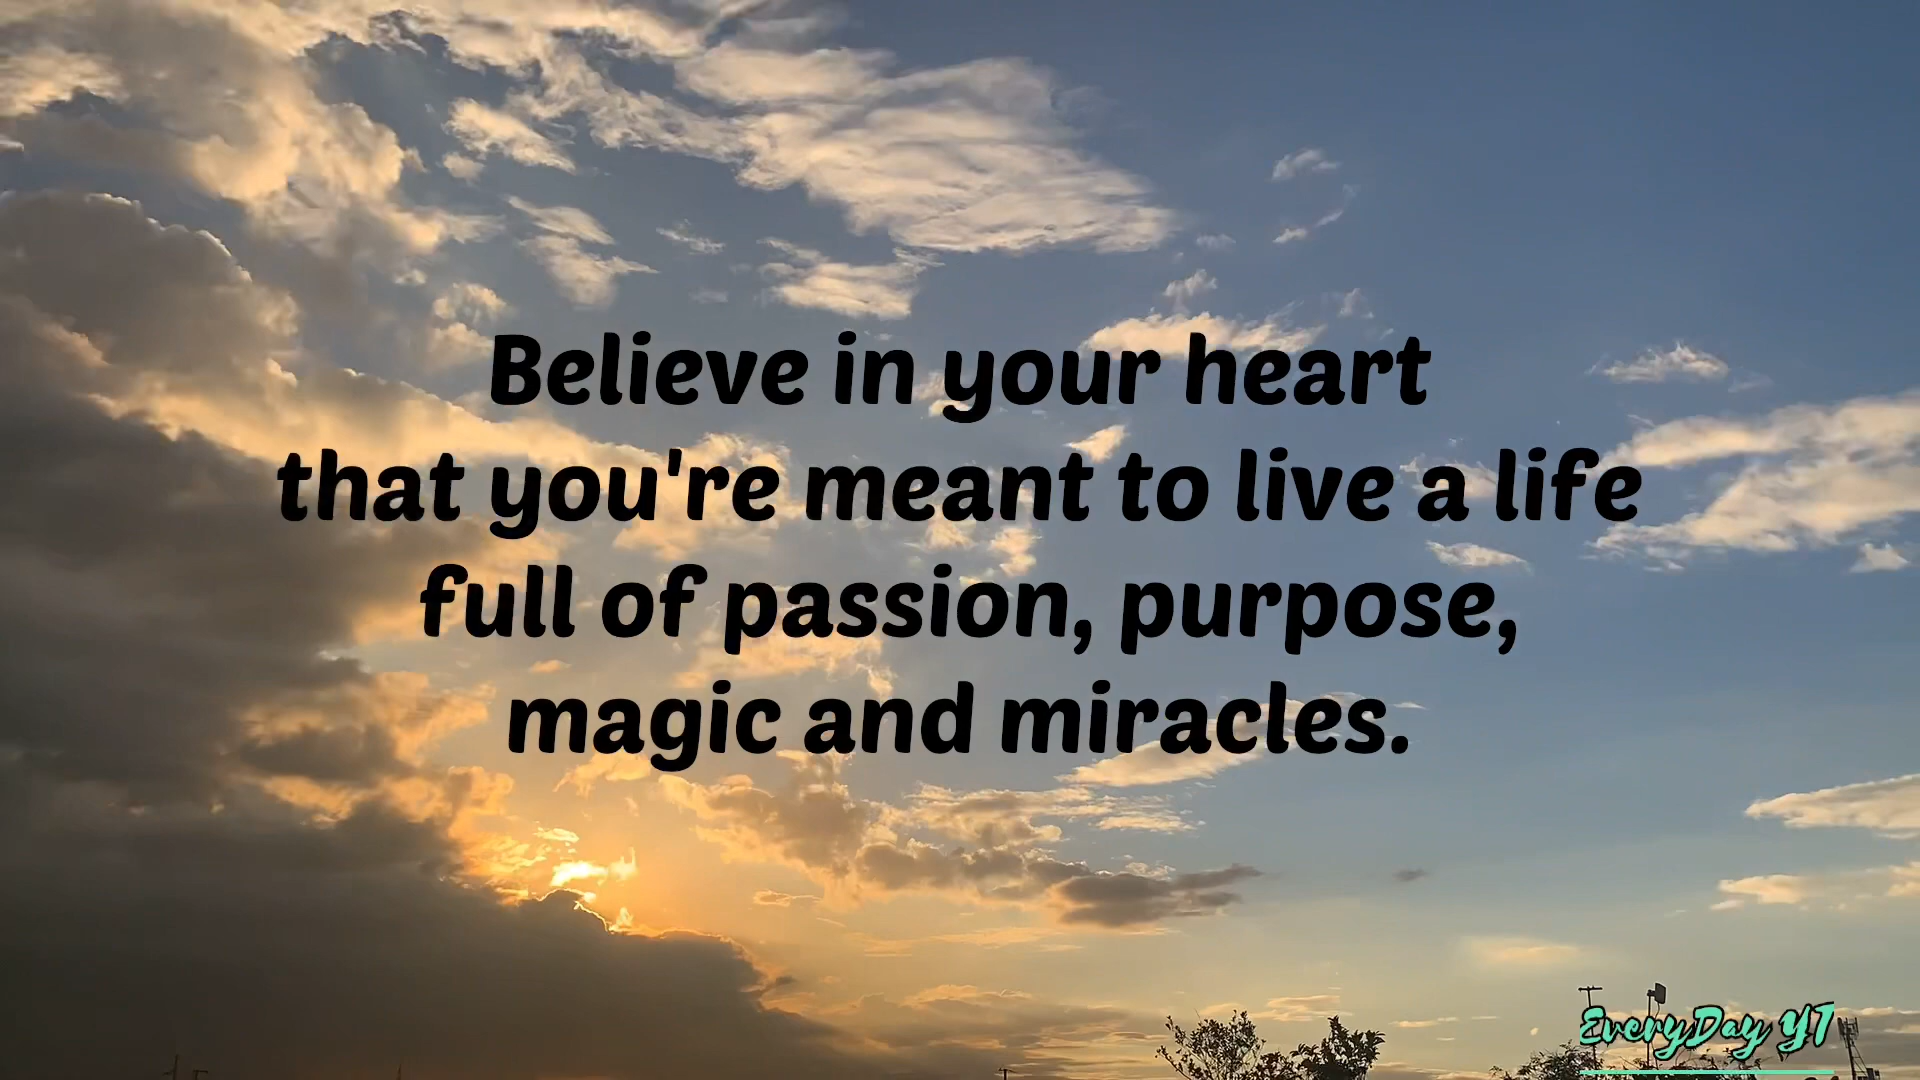 Believe in your heart
that you're meant to live a life
full of passion, purpose,
magic and miracles.
EveryDay YT